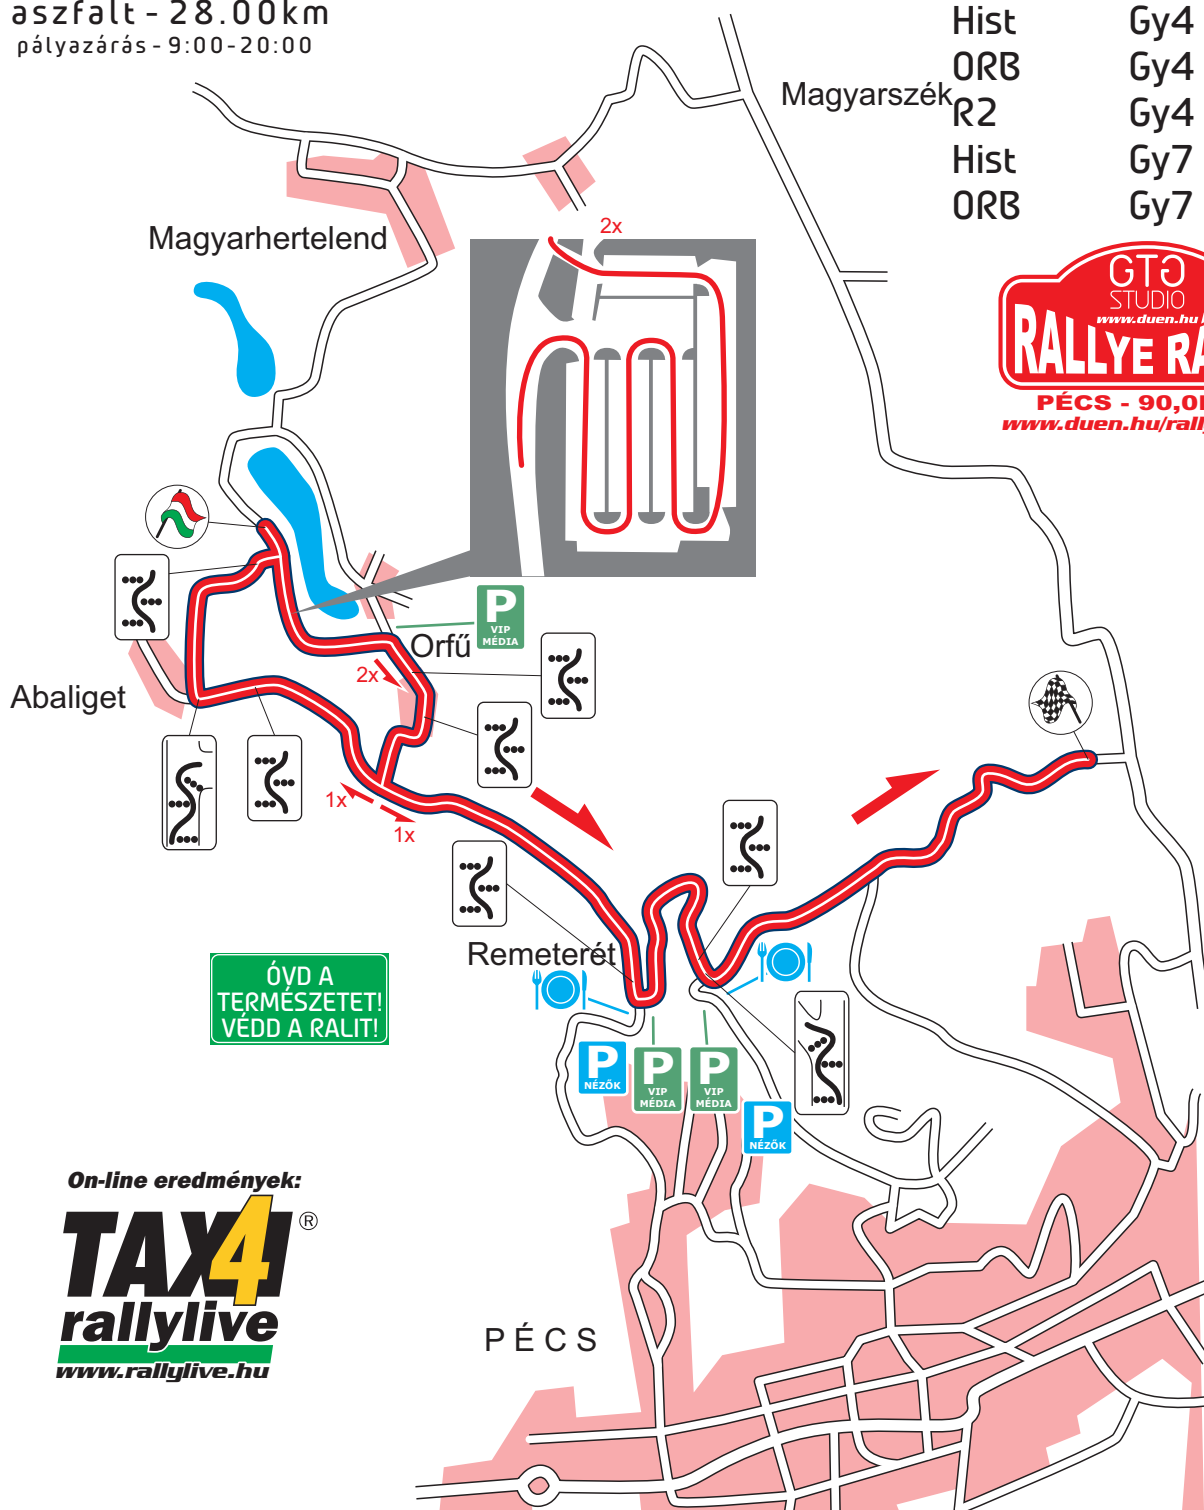 aszfalt - 28.00km
pályazárás - 9:00-20:00
Hist Gy4
ORB Gy4
R2 Gy4
Hist Gy7
ORB Gy7
Magyarszék
Magyarhertelend
2x
GTG
STUDIO
www.duen.hu
RALLYE RA
PÉCS - 90,0
www.duen.hu/rall
P
VIP
MÉDIA
Orfű
2x
Abaliget
1x
1x
Remeterét
ÓVD A
TERMÉSZETET!
VÉDD A RALIT!
P
NÉZŐK
P
VIP
MÉDIA
P
VIP
MÉDIA
P
NÉZŐK
On-line eredmények:
TAX4 ®
rallylive
www.rallylive.hu
PÉCS